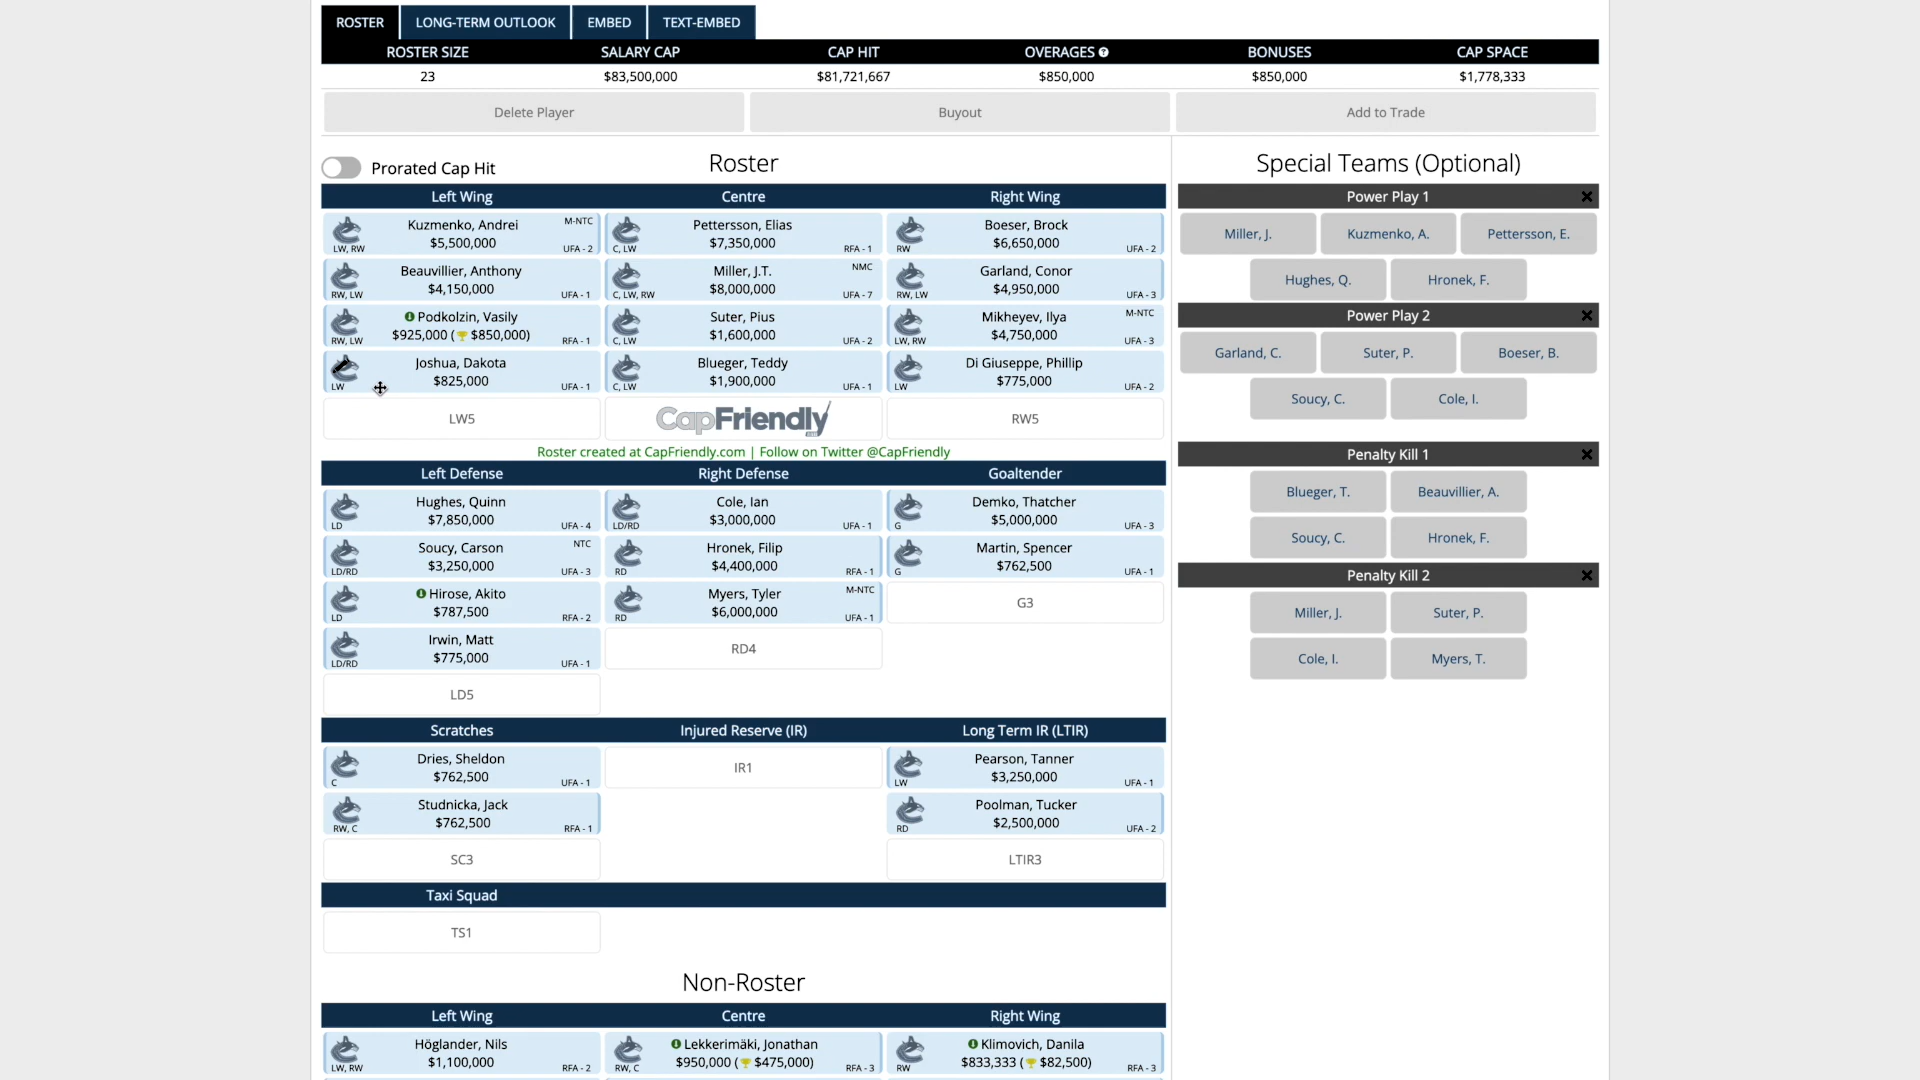 ROSTER
LONG-TERM OUTLOOK
EMBED
TEXT-EMBED
ROSTER SIZE SALARY CAP CAP HIT OVERAGES BONUSES CAP SPACE
23 $83,500,000 $81,721,667 $850,000 $850,000 $1,778,333
Delete Player Buyout Add to Trade
Prorated Cap Hit
Roster
Left Wing Centre Right Wing
Kuzmenko, Andrei M-NTC
$5,500,000
LW, RW UFA - 2
Pettersson, Elias
$7,350,000
C, LW RFA - 1
Boeser, Brock
$6,650,000
RW UFA - 2
Beauvillier, Anthony
$4,150,000
RW, LW UFA - 1
Miller, J.T. NMC
$8,000,000
C, LW, RW UFA - 7
Garland, Conor
$4,950,000
RW, LW UFA - 3
Podkolzin, Vasily
$925,000 ($850,000)
RW, LW RFA - 1
Suter, Pius
$1,600,000
C, LW UFA - 2
Mikheyev, Ilya M-NTC
$4,750,000
LW, RW UFA - 3
Joshua, Dakota
$825,000
LW UFA - 1
Blueger, Teddy
$1,900,000
C, LW UFA - 1
Di Giuseppe, Phillip
$775,000
LW UFA - 2
LW5
CapFriendly
RW5
Roster created at CapFriendly.com | Follow on Twitter @CapFriendly
Left Defense Right Defense Goaltender
Hughes, Quinn
$7,850,000
LD UFA - 4
Cole, Ian
$3,000,000
LD/RD UFA - 1
Demko, Thatcher
$5,000,000
G UFA - 3
Soucy, Carson NTC
$3,250,000
LD/RD UFA - 3
Hronek, Filip
$4,400,000
RD RFA - 1
Martin, Spencer
$762,500
G UFA - 1
Hirose, Akito
$787,500
LD RFA - 2
Myers, Tyler M-NTC
$6,000,000
RD UFA - 1
G3
Irwin, Matt
$775,000
LD/RD UFA - 1
RD4
LD5
Scratches Injured Reserve (IR) Long Term IR (LTIR)
Dries, Sheldon
$762,500
C UFA - 1
IR1
Pearson, Tanner
$3,250,000
LW UFA - 1
Studnicka, Jack
$762,500
RW, C RFA - 1
Poolman, Tucker
$2,500,000
RD UFA - 2
SC3
LTIR3
Taxi Squad
TS1
Non-Roster
Left Wing Centre Right Wing
Höglander, Nils
$1,100,000
LW, RW RFA - 2
Lekkerimäki, Jonathan
$950,000 ($475,000)
RW, C RFA - 3
Klimovich, Danila
$833,333 ($82,500)
RW RFA - 3
Special Teams (Optional)
Power Play 1
Miller, J. Kuzmenko, A. Pettersson, E.
Hughes, Q. Hronek, F.
Power Play 2
Garland, C. Suter, P. Boeser, B.
Soucy, C. Cole, I.
Penalty Kill 1
Blueger, T. Beauvillier, A.
Soucy, C. Hronek, F.
Penalty Kill 2
Miller, J. Suter, P.
Cole, I. Myers, T.